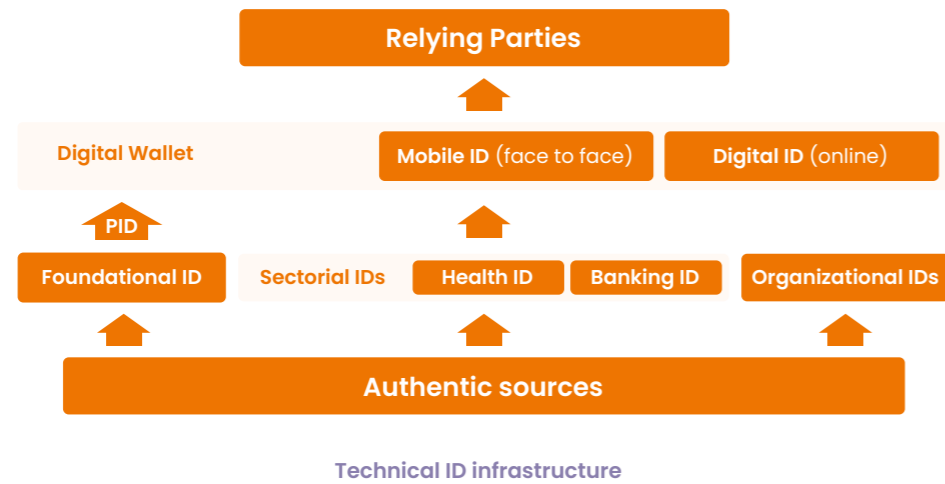 Relying Parties
Digital Wallet
Mobile ID (face to face)
Digital ID (online)
PID
Foundational ID
Sectorial IDs
Health ID
Banking ID
Organizational IDs
Authentic sources
Technical ID infrastructure